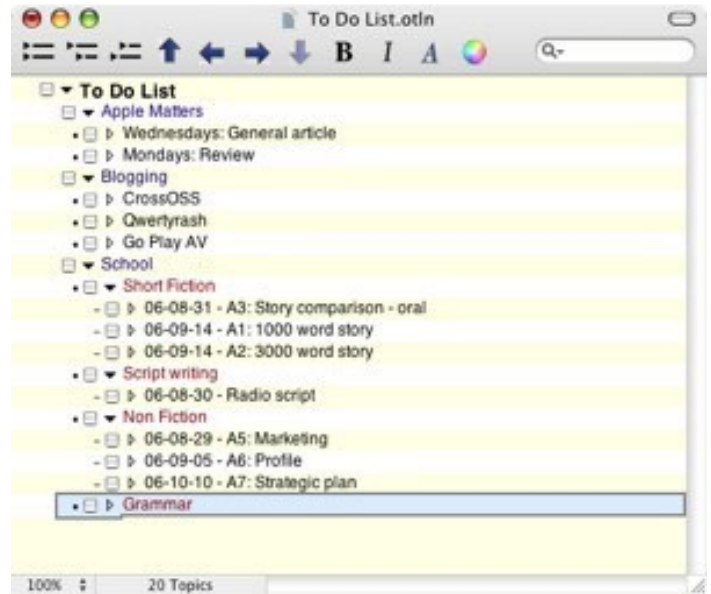 To Do List.otln
B I A
To Do List
Apple Matters
Wednesdays: General article
Mondays: Review
Blogging
CrossOSS
Qwertyrash
Go Play AV
School
Short Fiction
06-08-31 - A3: Story comparison - oral
06-09-14 - A1: 1000 word story
06-09-14 - A2: 3000 word story
Script writing
06-08-30 - Radio script
Non Fiction
06-08-29 - A5: Marketing
06-09-05 - A6: Profile
06-10-10 - A7: Strategic plan
Grammar
100% 20 Topics